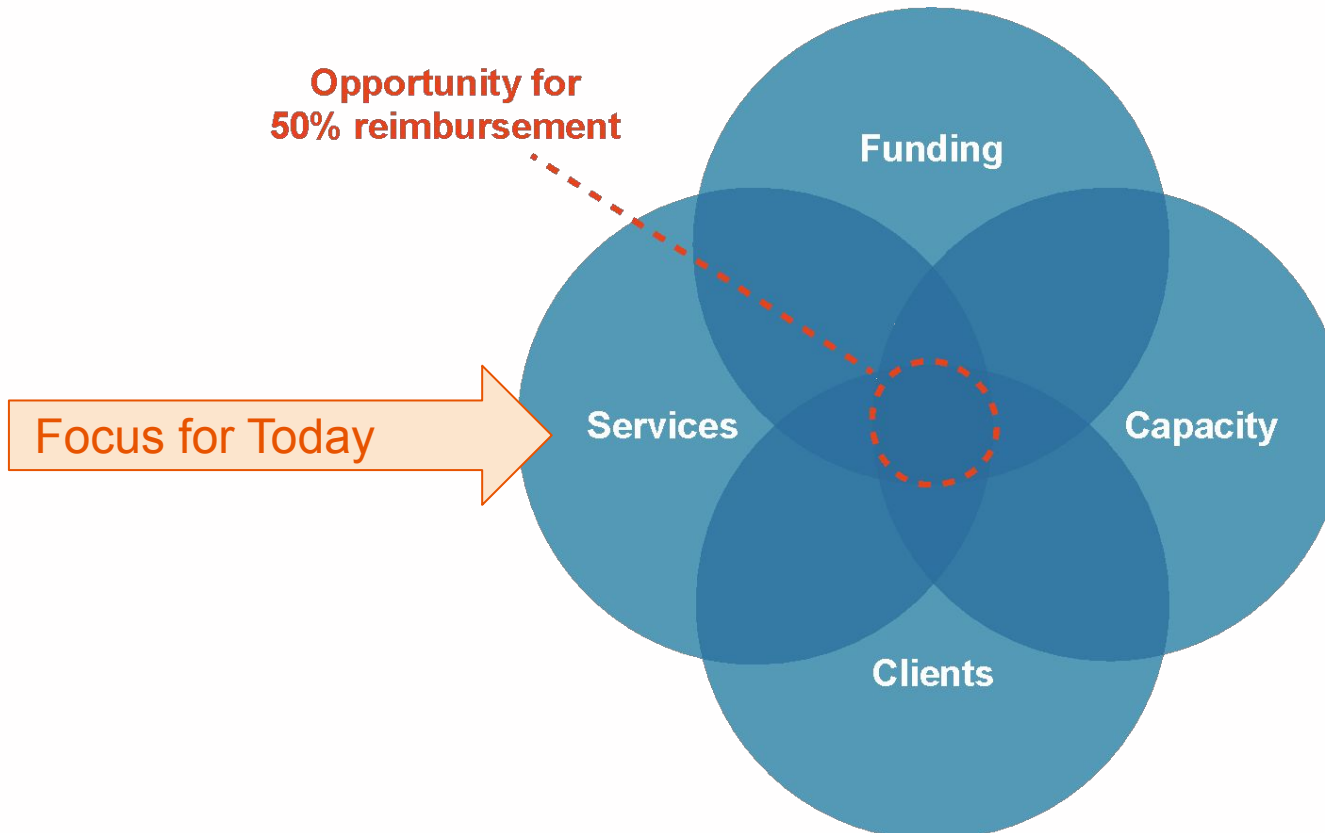 Opportunity for
50% reimbursement
Funding
Focus for Today
Services
Capacity
Clients